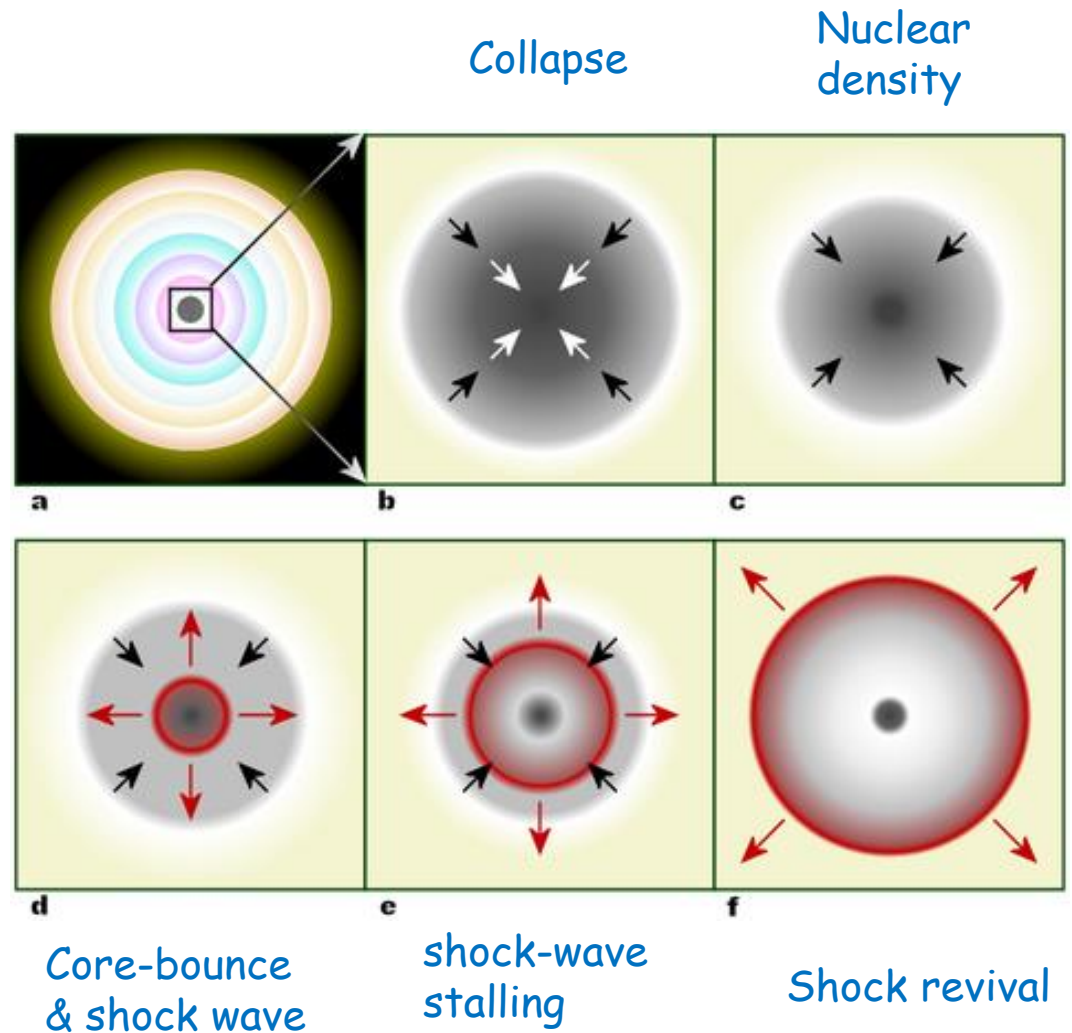 Collapse
Nuclear
density
a
b
c
d
e
f
Core-bounce
& shock wave
shock-wave
stalling
Shock revival